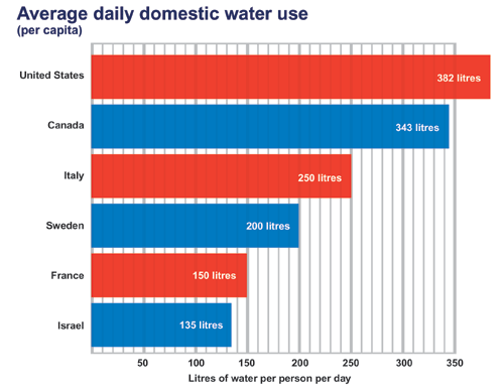 Average daily domestic water use
(per capita)
United States
382 litres
Canada
343 litres
Italy
250 litres
Sweden
200 litres
France
150 litres
Israel
135 litres
50 100 150 200 250 300 350
Litres of water per person per day